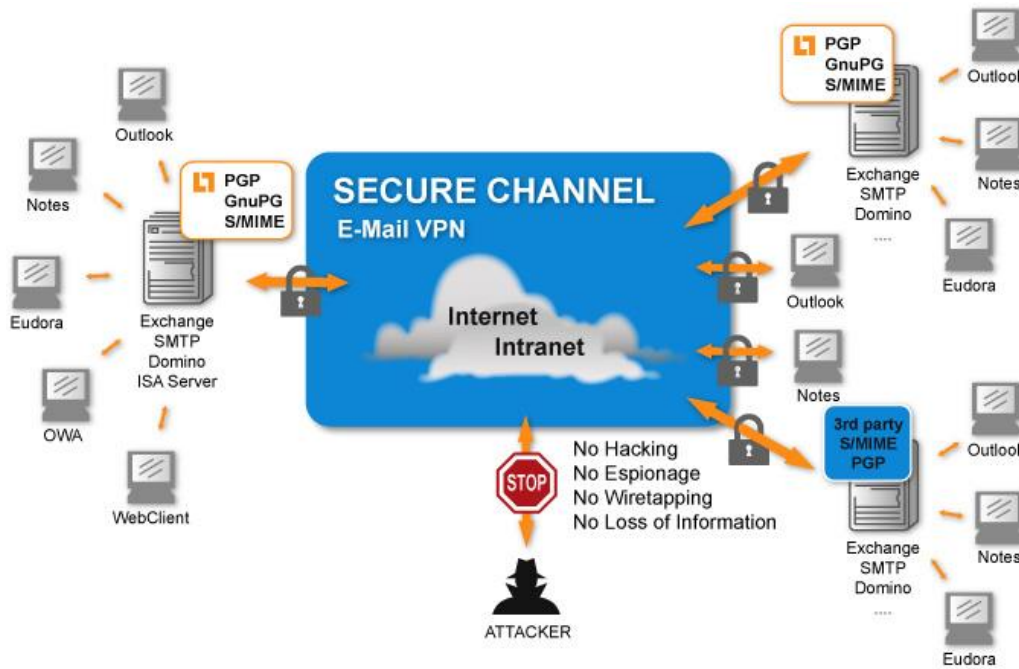 Outlook
Notes
Eudora
OWA
WebClient
PGP
GnuPG
S/MIME
Exchange
SMTP
Domino
ISA Server
SECURE CHANNEL
E-Mail VPN
Internet
Intranet
STOP
No Hacking
No Espionage
No Wiretapping
No Loss of Information
ATTACKER
PGP
GnuPG
S/MIME
Exchange
SMTP
Domino
....
Outlook
Notes
Eudora
Outlook
Notes
3rd party
S/MIME
PGP
Exchange
SMTP
Domino
....
Outlook
Notes
Eudora